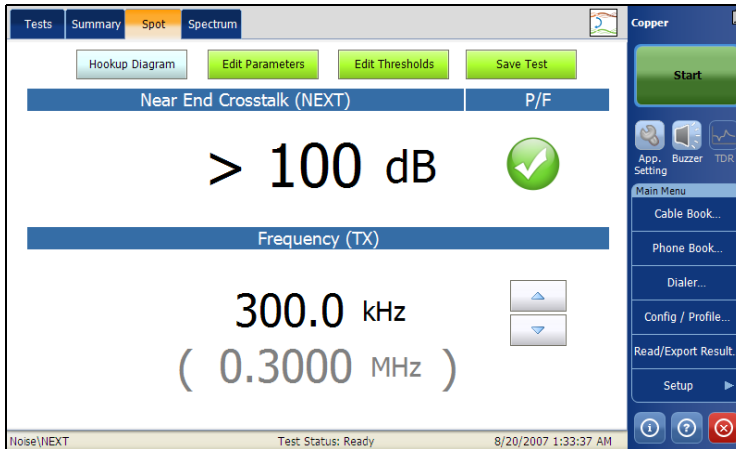 Tests Summary Spot Spectrum
Copper
Hookup Diagram Edit Parameters Edit Thresholds Save Test
Start
Near End Crosstalk (NEXT) P/F
> 100 dB
App. Setting Buzzer TDR
Main Menu
Cable Book...
Phone Book...
Dialer...
Config / Profile...
Read/Export Result.
Setup
Frequency (TX)
300.0 kHz
( 0.3000 MHz )
Noise\NEXT Test Status: Ready 8/20/2007 1:33:37 AM